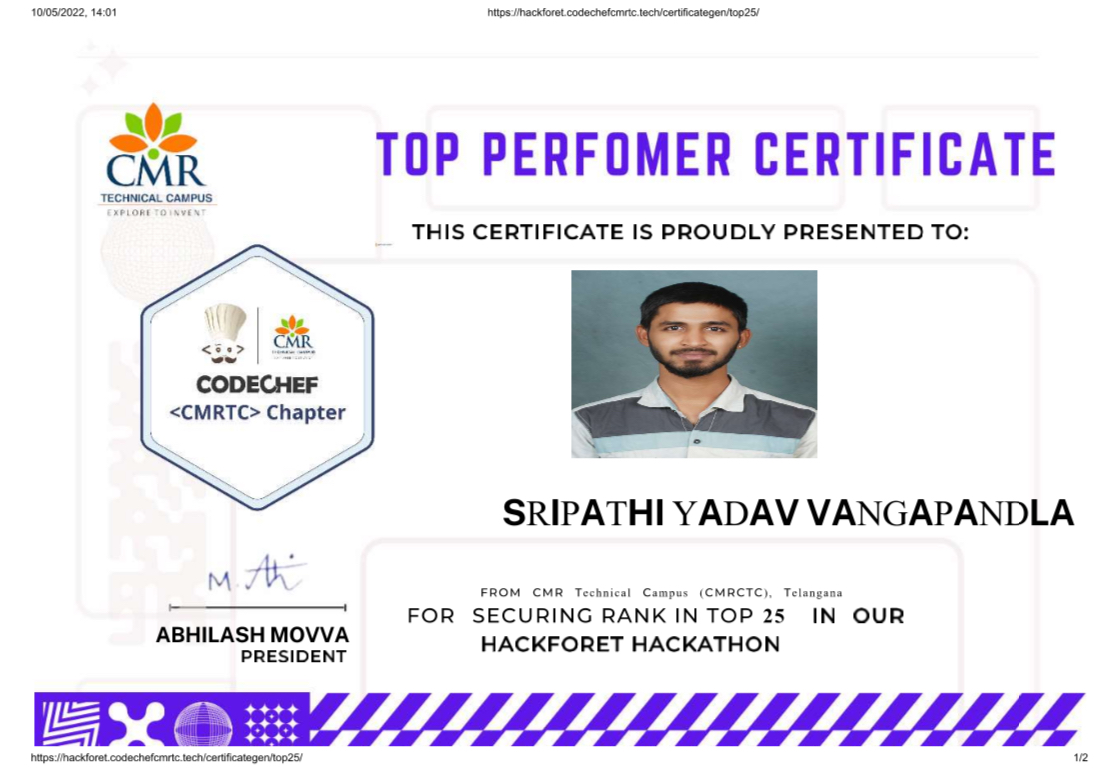 10/05/2022, 14:01
https://hackforet.codechefcmrtc.tech/certificategen/top25/
CMR
TECHNICAL CAMPUS
EXPLORE TO INVENT
TOP PERFOMER CERTIFICATE
THIS CERTIFICATE IS PROUDLY PRESENTED TO:
CMR
CODECHEF
<CMRTC> Chapter
SRIPATHI YADAV VANGAPANDLA
M. Ati
ABHILASH MOVVA
PRESIDENT
FROM CMR Technical Campus (CMRCTC), Telangana
FOR SECURING RANK IN TOP 25 IN OUR
HACKFORET HACKATHON
https://hackforet.codechefcmrtc.tech/certificategen/top25/
1/2